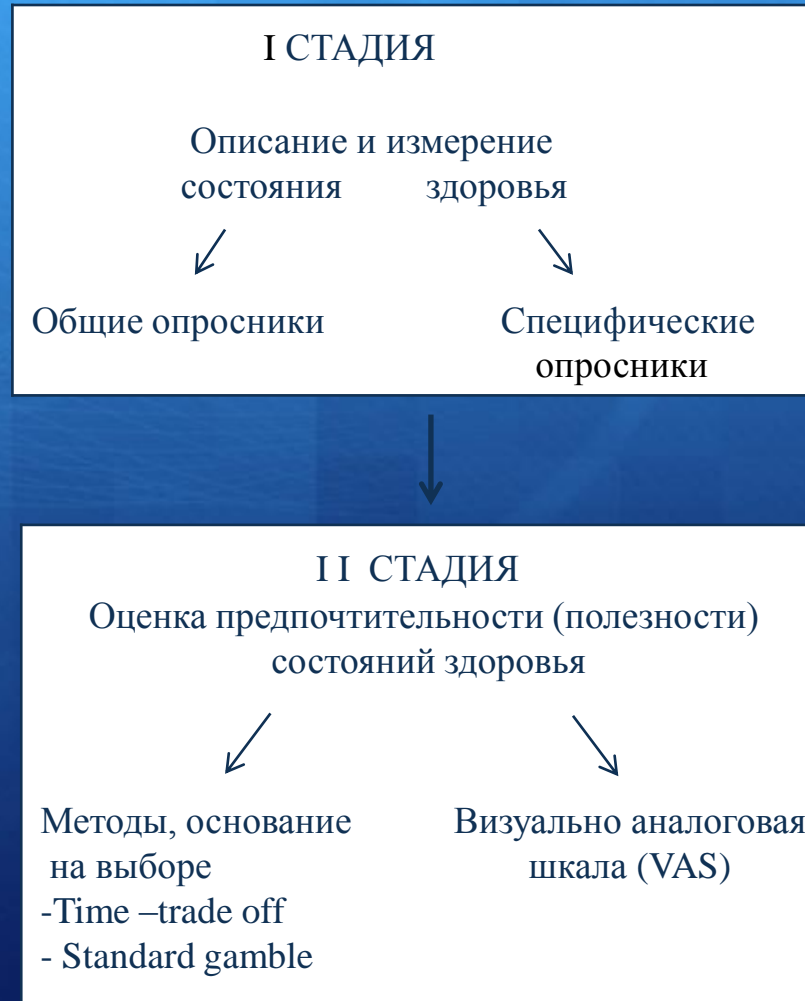 I СТАДИЯ
Описание и измерение
состояния здоровья
Общие опросники
Специфические
опросники
I I СТАДИЯ
Оценка предпочтительности (полезности)
состояний здоровья
Методы, основание
на выборе
-Time –trade off
- Standard gamble
Визуально аналоговая
шкала (VAS)